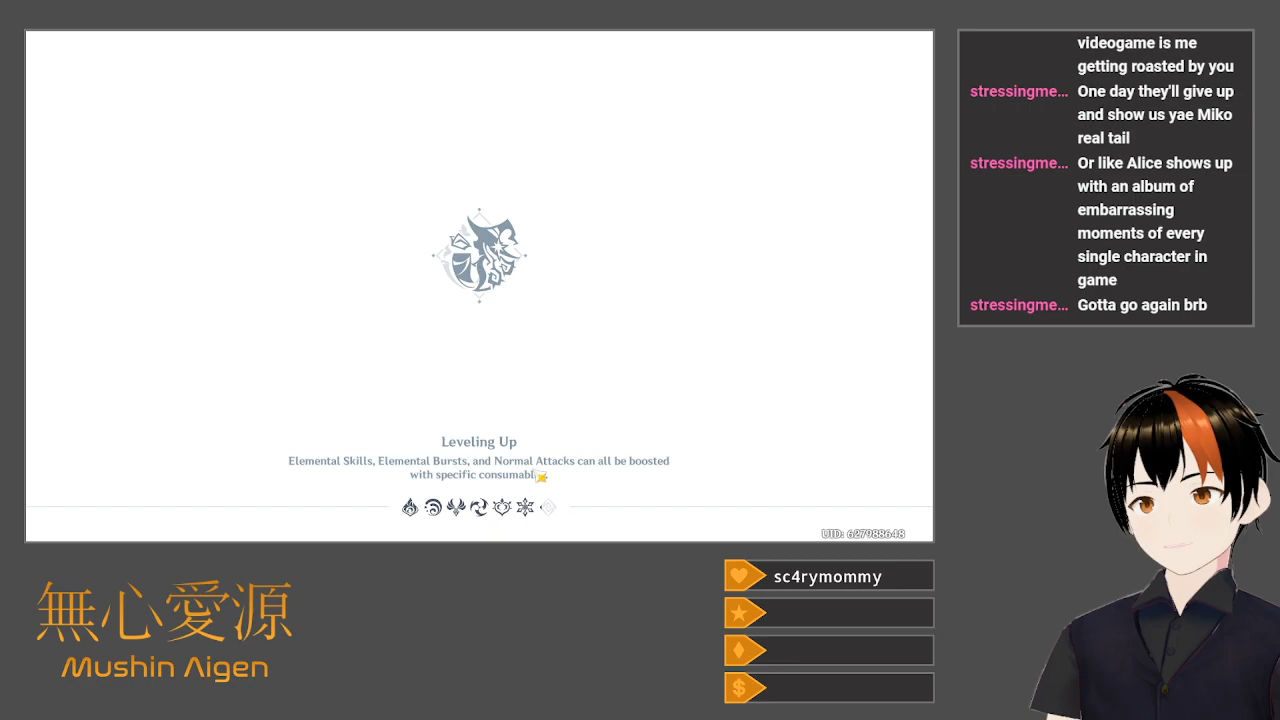 videogame is me
getting roasted by you
stressingme... One day they'll give up
and show us yae Miko
real tail
stressingme... Or like Alice shows up
with an album of
embarrassing
moments of every
single character in
game
stressingme... Gotta go again brb
Leveling Up
Elemental Skills, Elemental Bursts, and Normal Attacks can all be boosted
with specific consumabl
UID: 627988648
sc4rymommy
無心愛源
Mushin Aigen